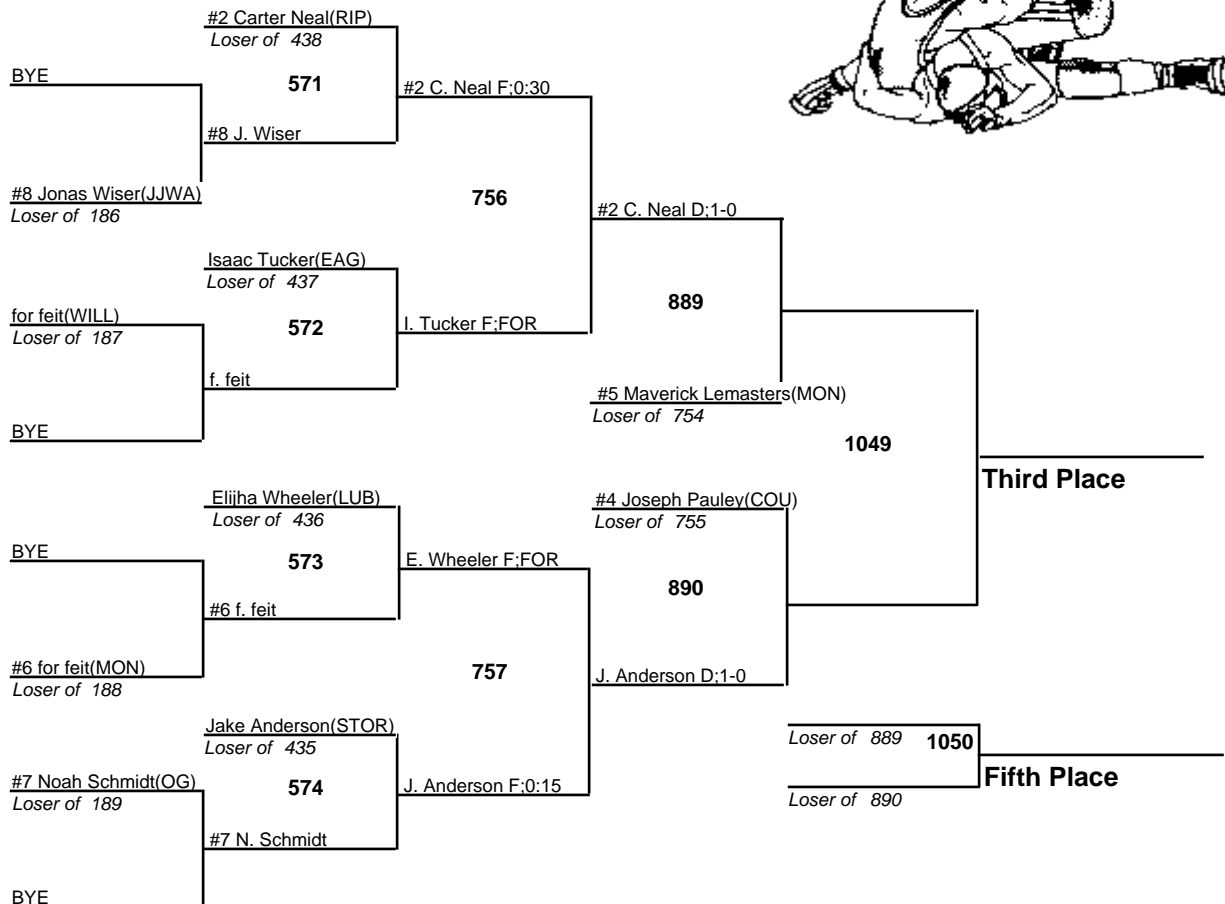 #2 Carter Neal(RIP)
Loser of 438
BYE
571
#2 C. Neal F;0:30
#8 J. Wiser
#8 Jonas Wiser(JJWA)
Loser of 186
756
#2 C. Neal D;1-0
Isaac Tucker(EAG)
Loser of 437
for feit(WILL)
Loser of 187
572
I. Tucker F;FOR
889
f. feit
#5 Maverick Lemasters(MON)
Loser of 754
BYE
1049
Third Place
Elijha Wheeler(LUB)
Loser of 436
#4 Joseph Pauley(COU)
Loser of 755
BYE
573
E. Wheeler F;FOR
890
#6 f. feit
#6 for feit(MON)
Loser of 188
757
J. Anderson D;1-0
Jake Anderson(STOR)
Loser of 435
Loser of 889
1050
Fifth Place
#7 Noah Schmidt(OG)
Loser of 189
574
J. Anderson F;0:15
Loser of 890
#7 N. Schmidt
BYE